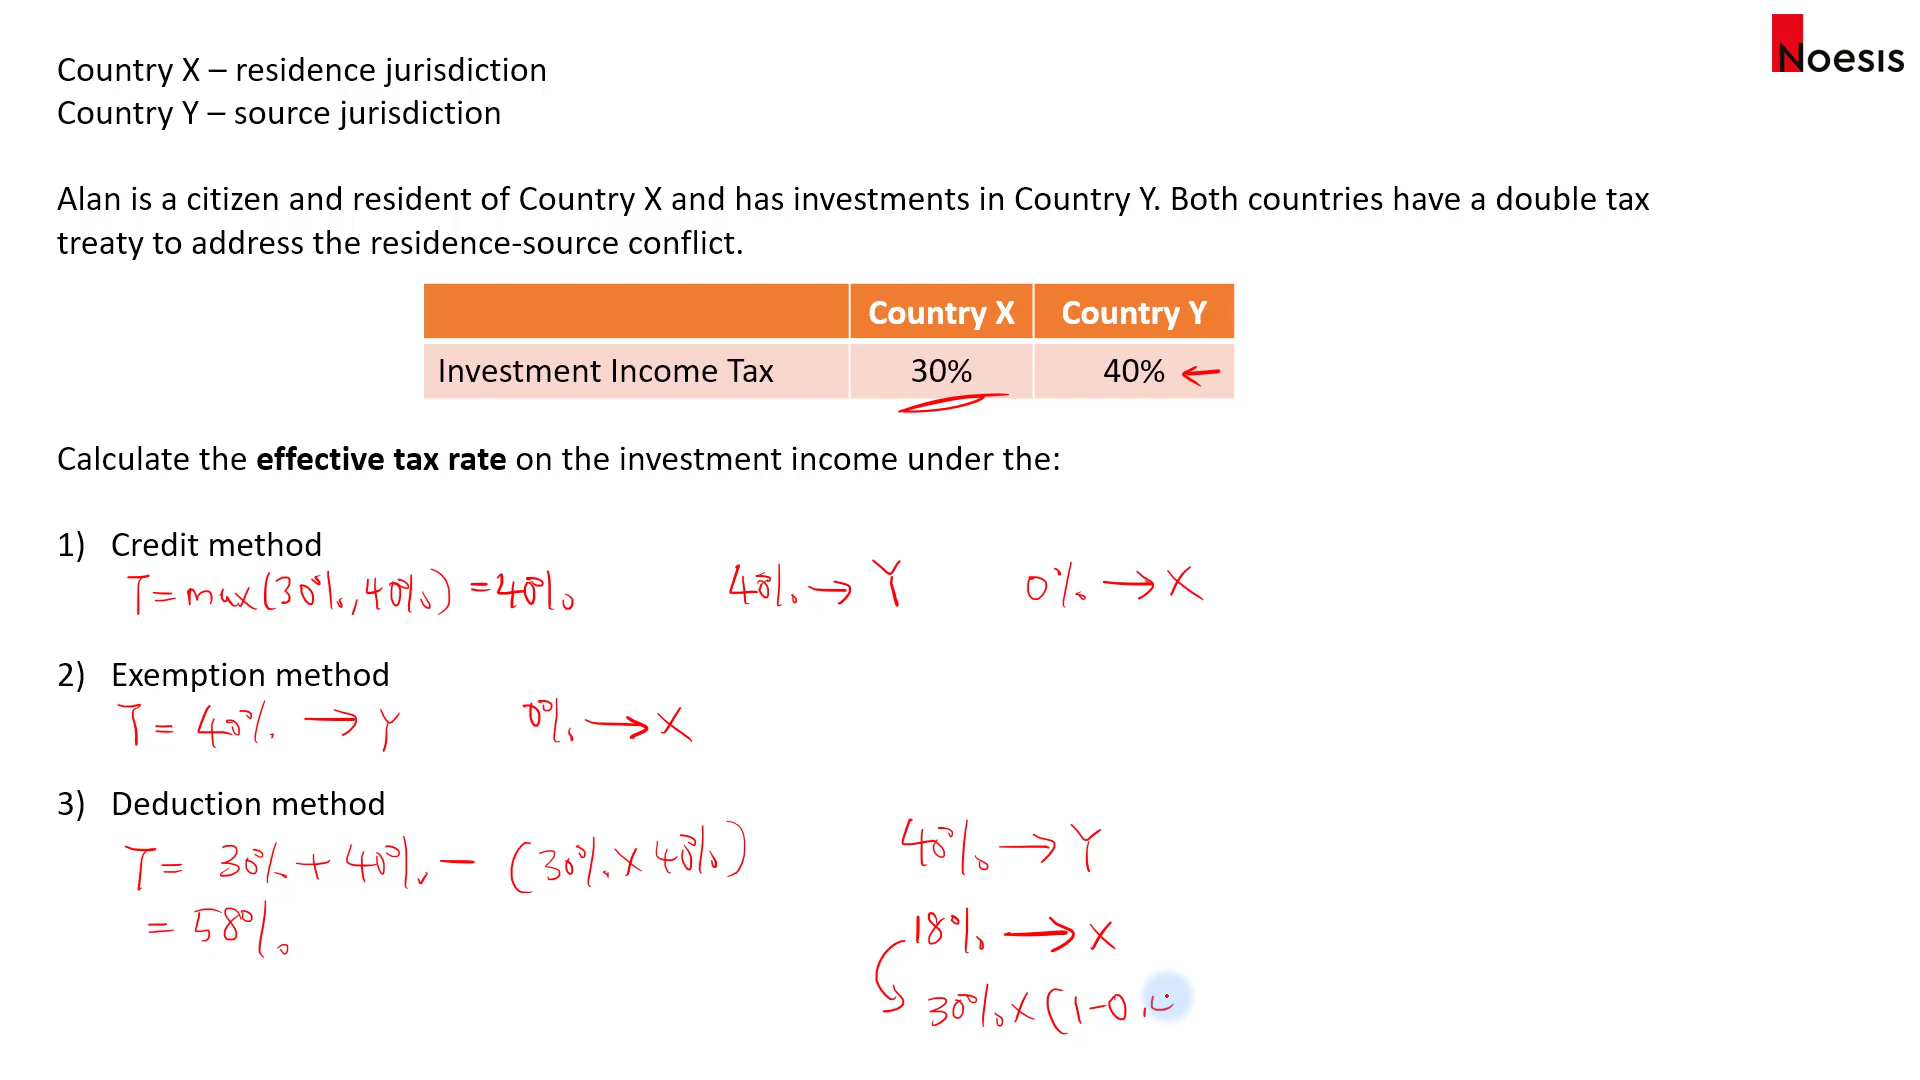 Noesis
Country X – residence jurisdiction
Country Y – source jurisdiction
Alan is a citizen and resident of Country X and has investments in Country Y. Both countries have a double tax
treaty to address the residence-source conflict.
Country X Country Y
Investment Income Tax 30% 40% ←
Calculate the effective tax rate on the investment income under the:
1) Credit method
T = max(30%, 40%) = 40% 40% → Y 0% → X
2) Exemption method
T = 40% → Y 0% → X
3) Deduction method
T = 30% + 40% – (30% × 40%) 40% → Y
= 58% 18% → X
30% × (1-0.